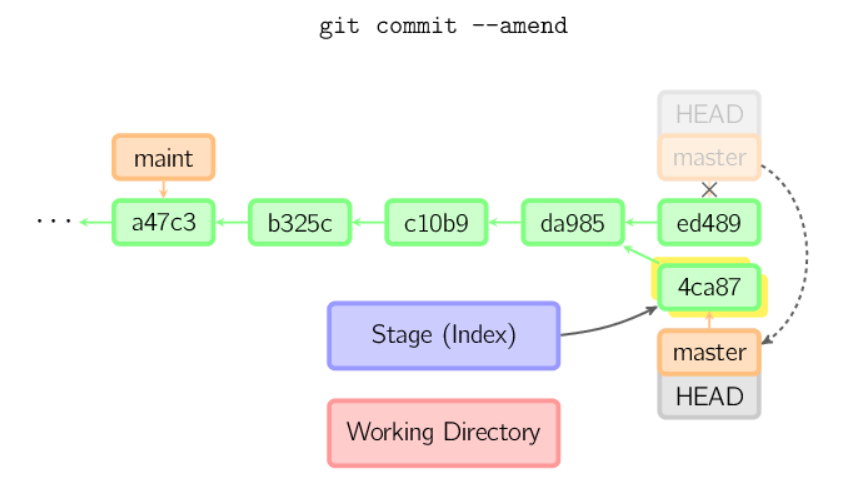 git commit --amend
HEAD
maint
master
...
a47c3
b325c
c10b9
da985
ed489
4ca87
Stage (Index)
master
HEAD
Working Directory